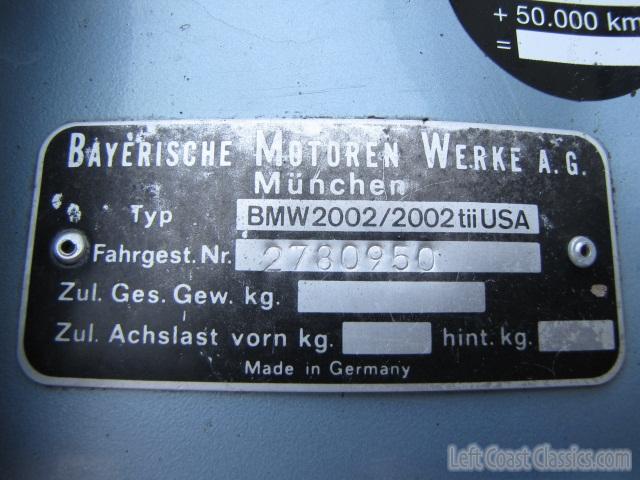 + 50.000 km
=
BAYERISCHE MOTOREN WERKE A.G.
München
Typ BMW2002/2002tiiUSA
Fahrgest.Nr. 2780950
Zul. Ges. Gew. kg.
Zul. Achslast vorn kg. hint. kg.
Made in Germany
Left Coast Classics.com